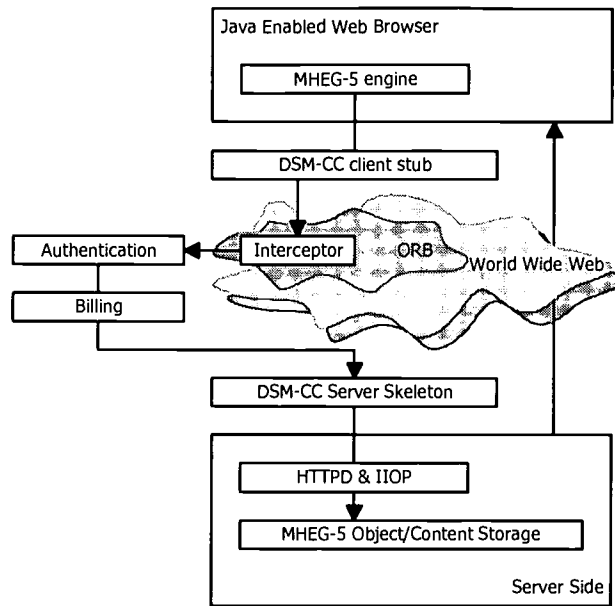 Java Enabled Web Browser
MHEG-5 engine
DSM-CC client stub
Authentication
Interceptor
ORB
World Wide Web
Billing
DSM-CC Server Skeleton
HTTPD & IIOP
MHEG-5 Object/Content Storage
Server Side